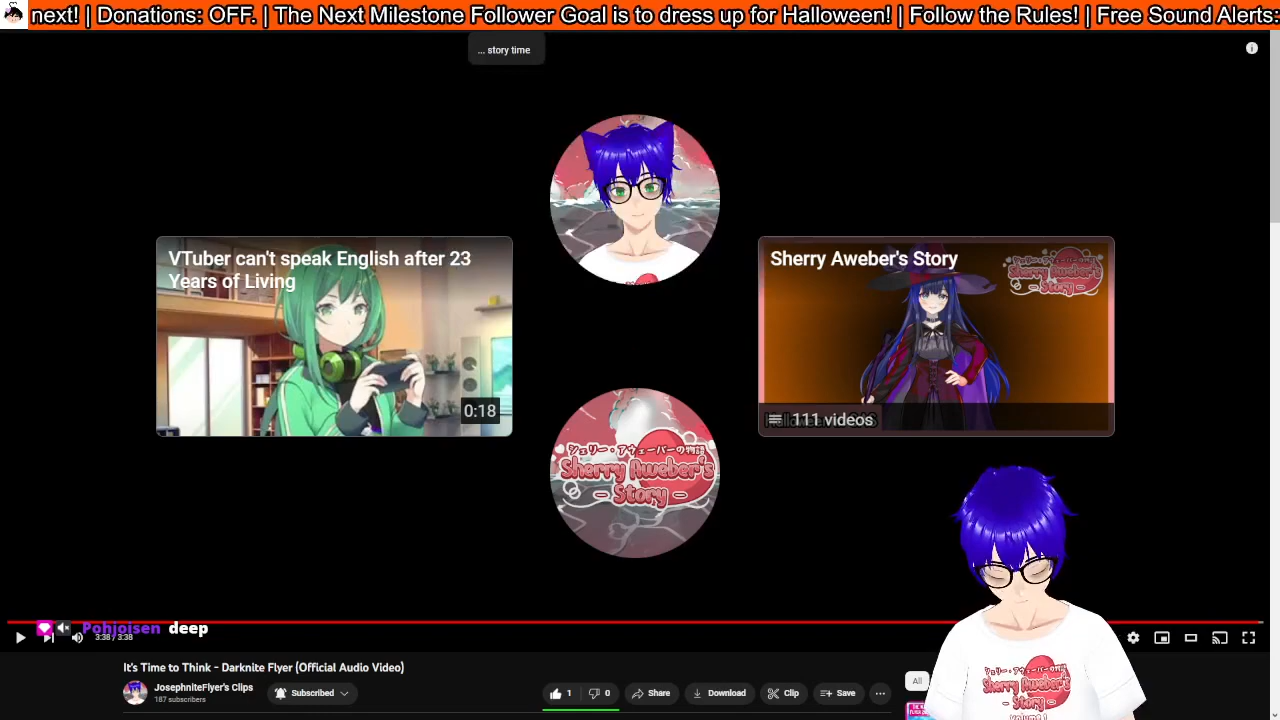 next! | Donations: OFF. | The Next Milestone Follower Goal is to dress up for Halloween! | Follow the Rules! | Free Sound Alerts:
... story time
VTuber can't speak English after 23
Years of Living
0:18
Sherry Aweber's Story
Sherry Aweber's
Story
111 videos
シェリー・アウェーバーの物語
Sherry Aweber's
- Story -
Pohjoisen deep
3:38 / 3:38
It's Time to Think - Darknite Flyer (Official Audio Video)
JosephniteFlyer's Clips
187 subscribers
Subscribed
1
0
Share
Download
Clip
Save
All
シェリー・アウェーバーの物語
Sherry Aweber's
Story
Volume 1